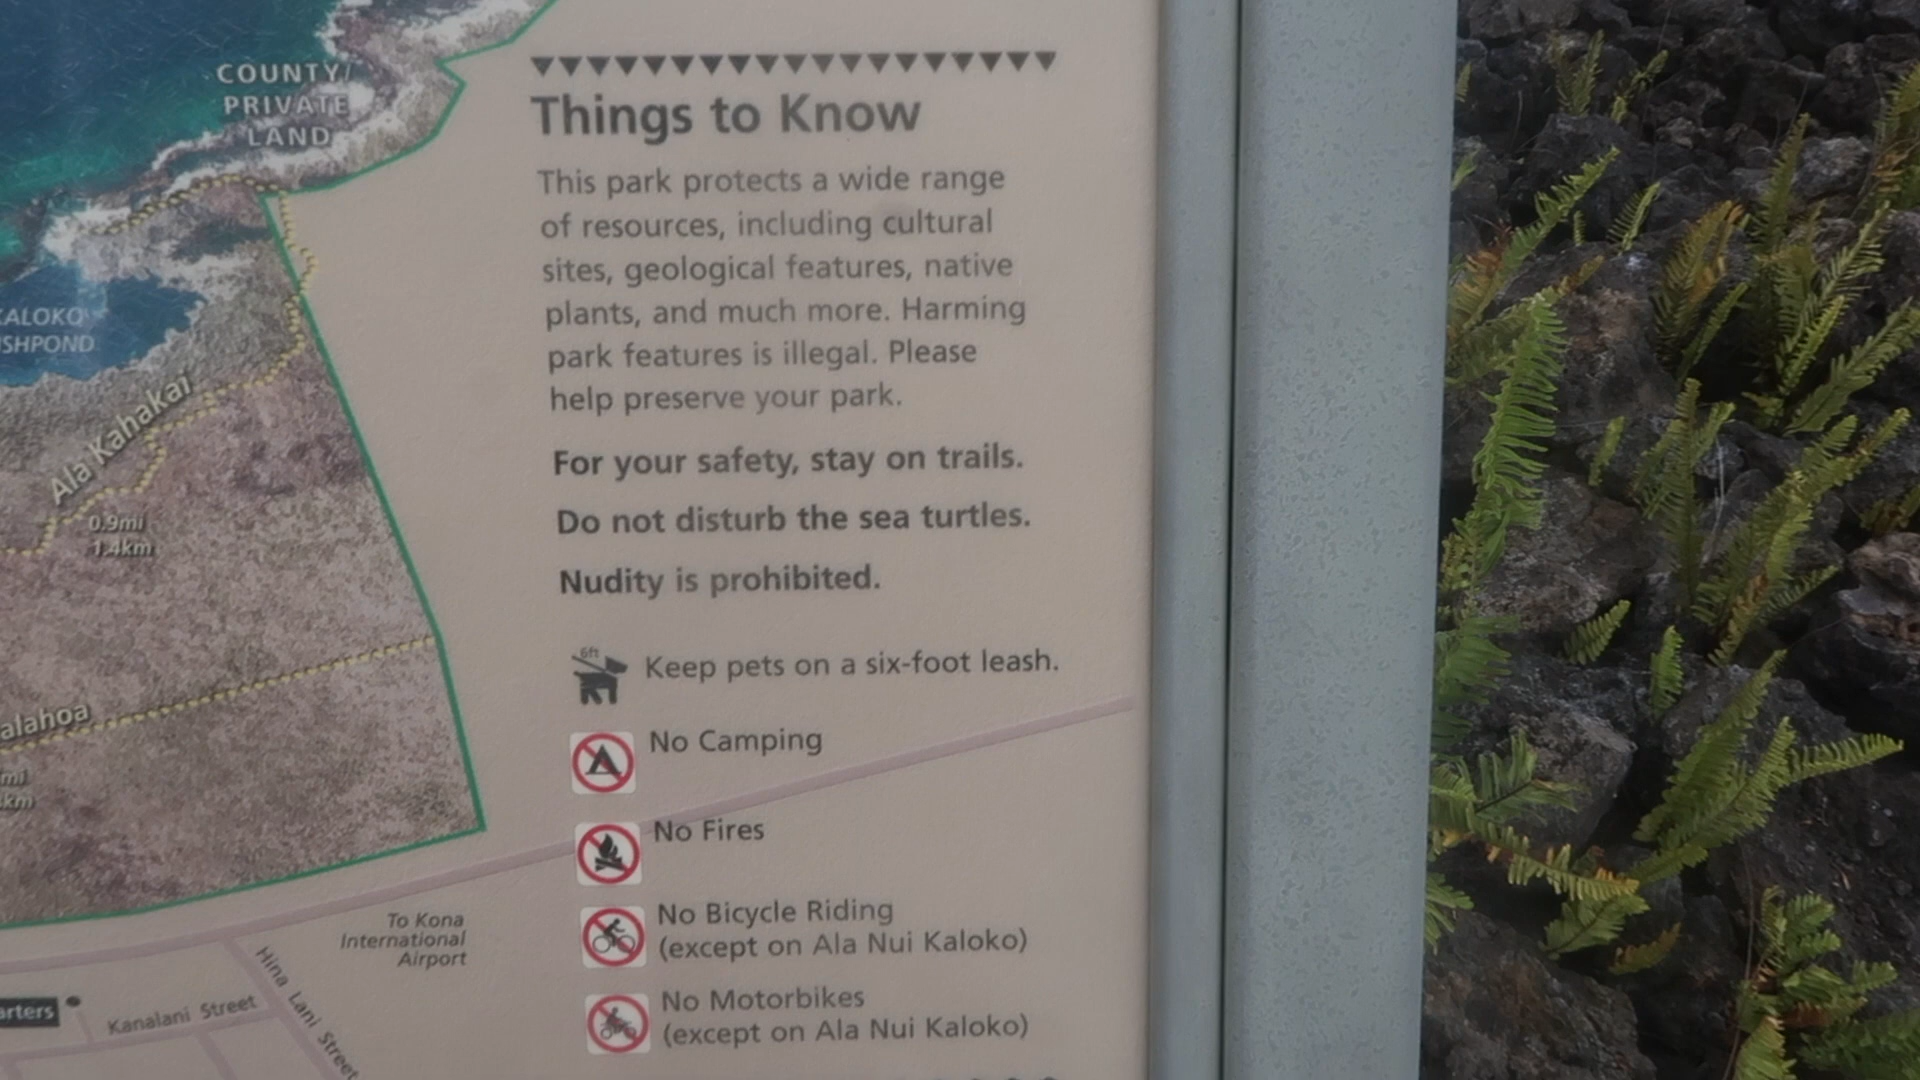 COUNTY/
PRIVATE
LAND
KALOKO
Ala Kahakai
0.9mi
1.4km
mi
km
Things to Know
This park protects a wide range
of resources, including cultural
sites, geological features, native
plants, and much more. Harming
park features is illegal. Please
help preserve your park.
For your safety, stay on trails.
Do not disturb the sea turtles.
Nudity is prohibited.
6ft
Keep pets on a six-foot leash.
No Camping
No Fires
No Bicycle Riding
(except on Ala Nui Kaloko)
No Motorbikes
(except on Ala Nui Kaloko)
To Kona
International
Airport
Hina Lani Street
Kanalani Street